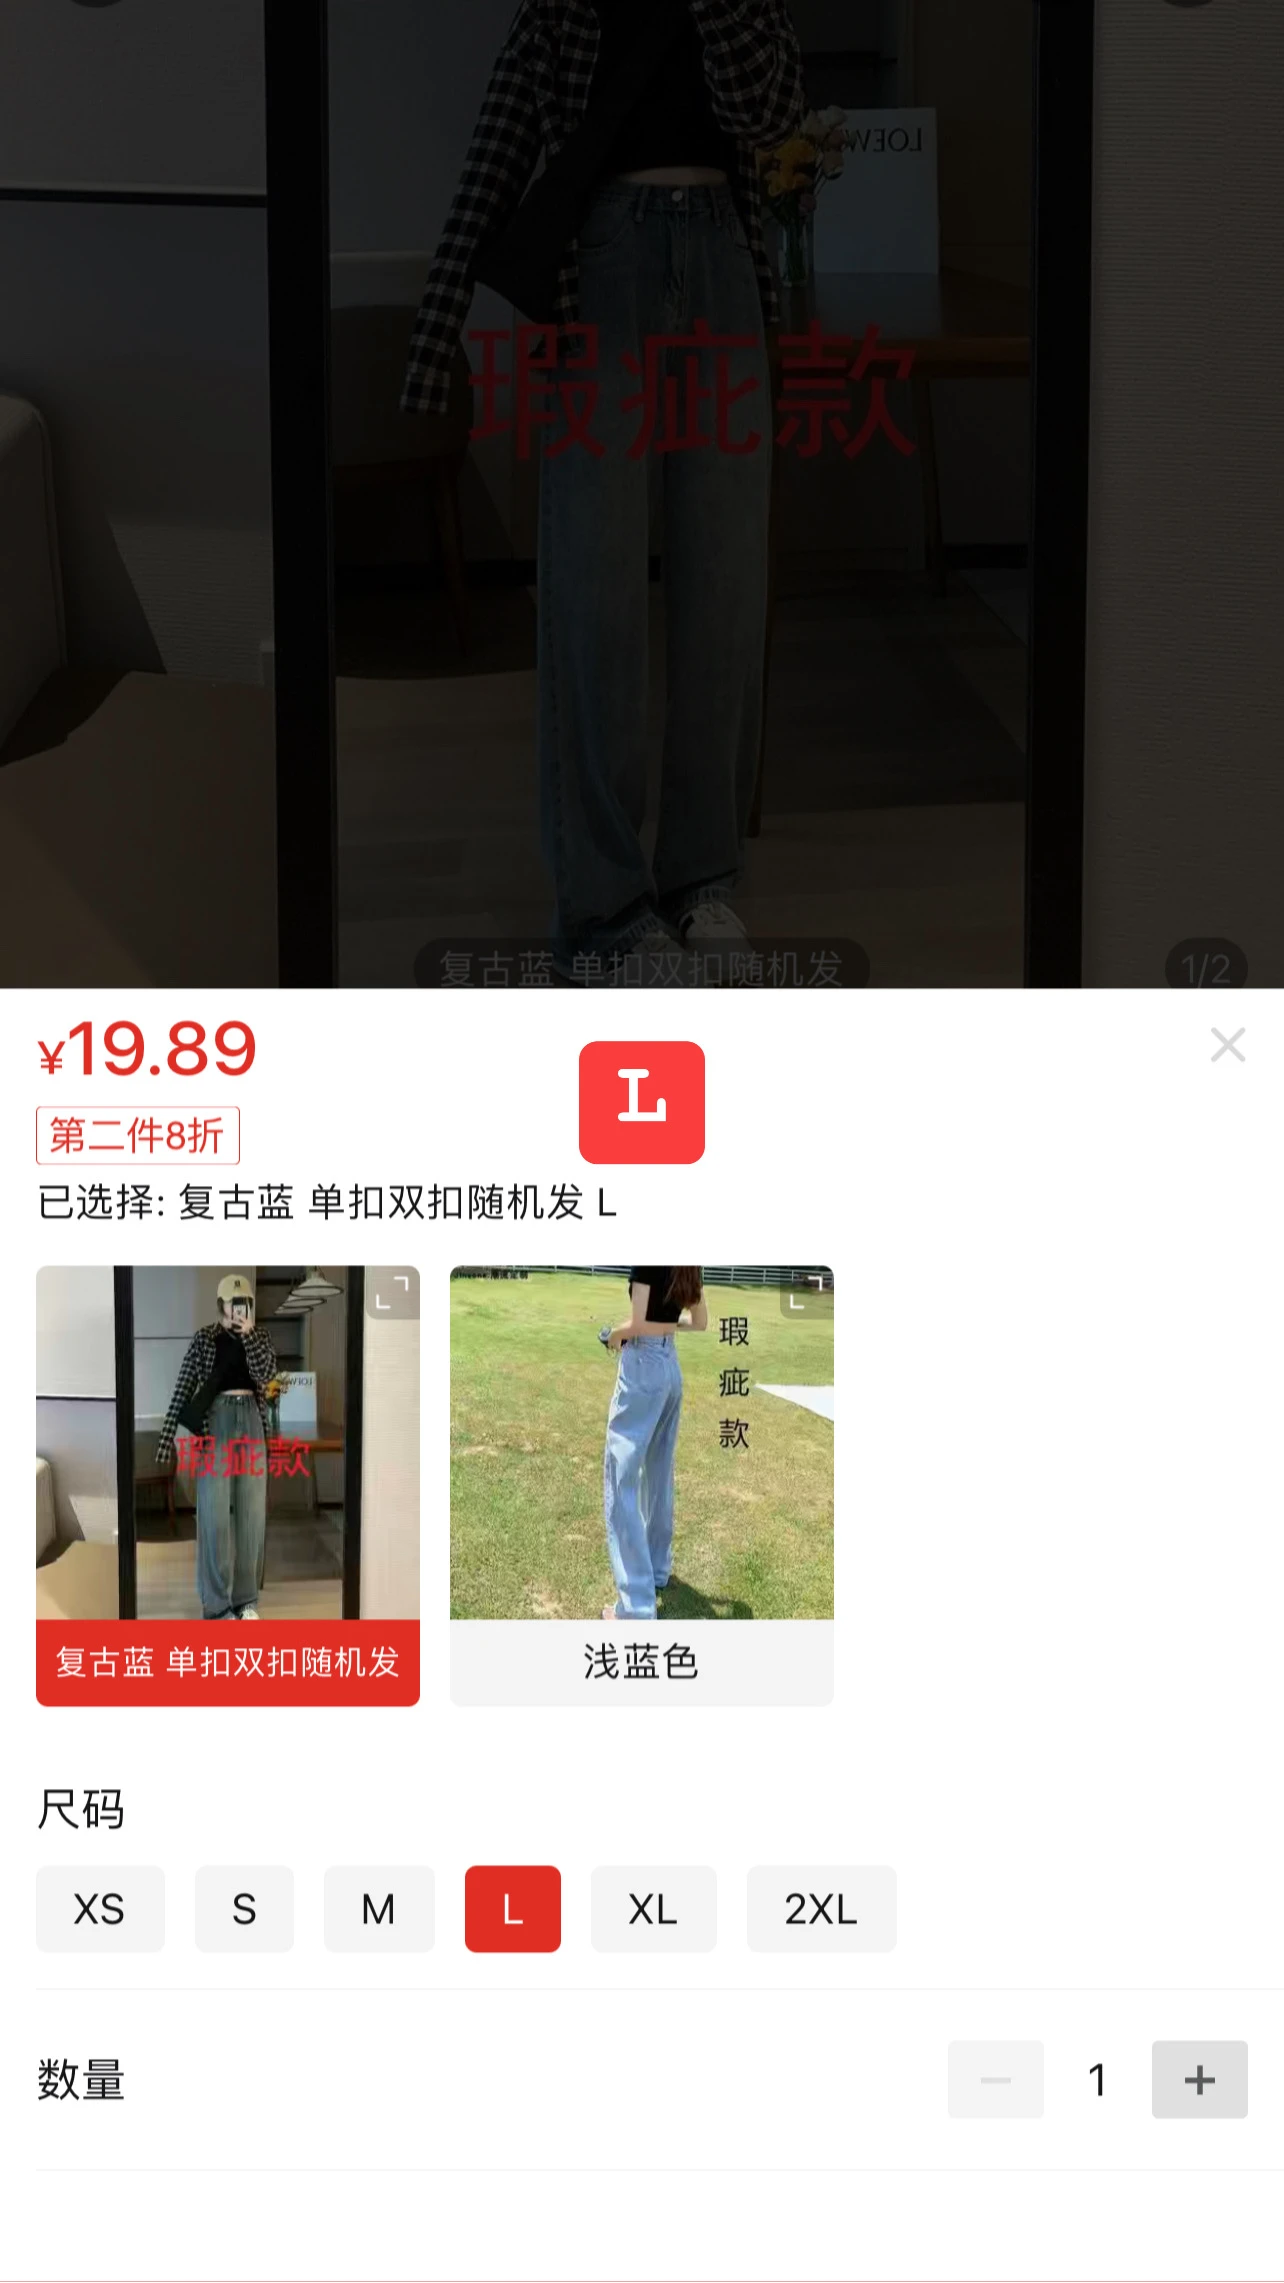 LOEWE
瑕疵款
复古蓝 单扣双扣随机发
1/2
¥19.89
L
第二件8折
已选择: 复古蓝 单扣双扣随机发 L
瑕疵款
瑕
疵
款
复古蓝 单扣双扣随机发
浅蓝色
尺码
XS
S
M
L
XL
2XL
数量
1